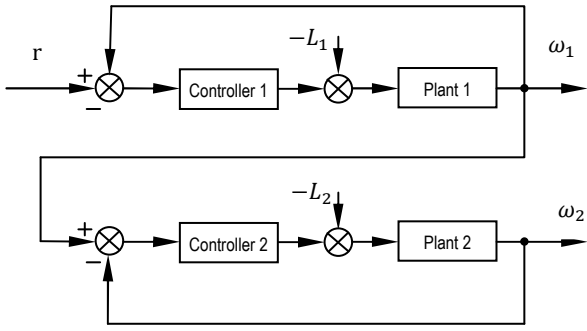 r
+
−
Controller 1
−L₁
Plant 1
ω₁
+
−
Controller 2
−L₂
Plant 2
ω₂